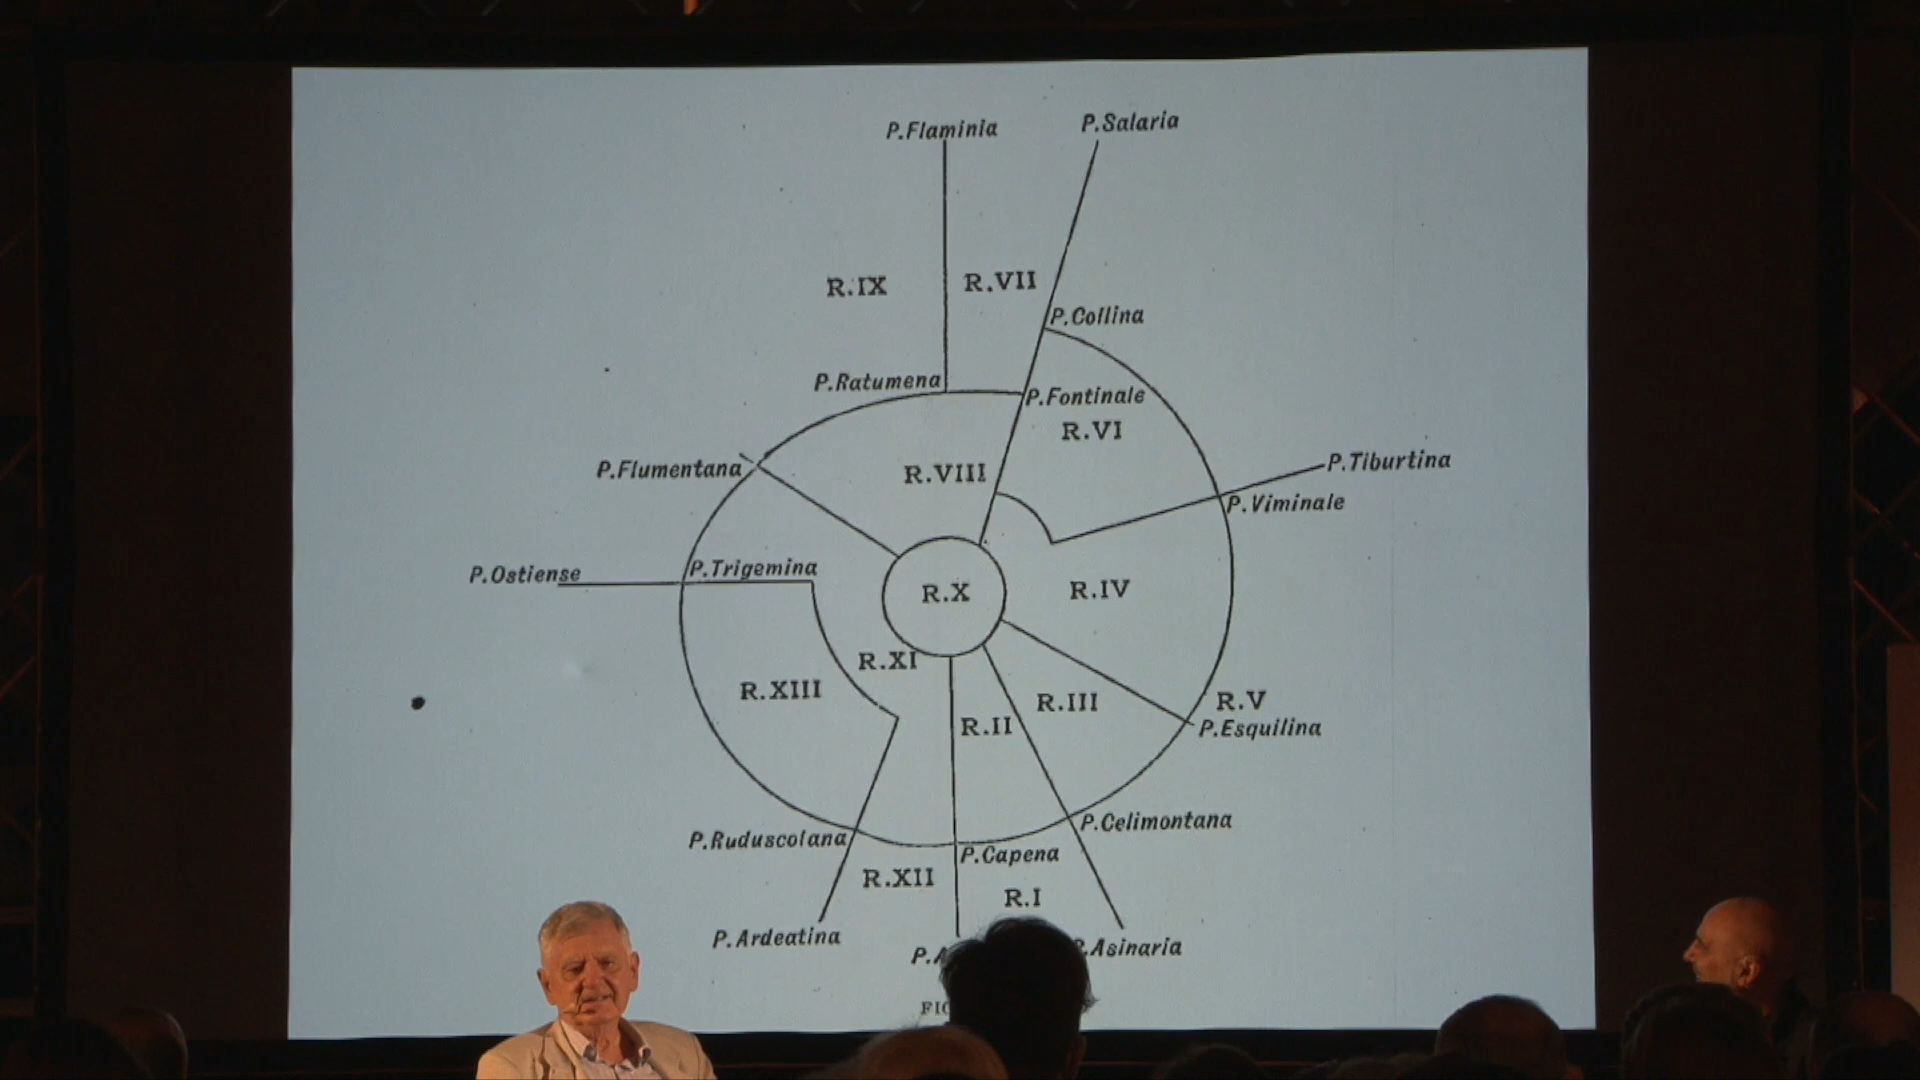 P.Flaminia
P.Salaria
R.IX
R.VII
P.Collina
P.Ratumena
P.Fontinale
R.VI
P.Flumentana
R.VIII
P.Tiburtina
P.Viminale
P.Ostiense
P.Trigemina
R.X
R.IV
R.XI
R.XIII
R.III
R.V
R.II
P.Esquilina
P.Celimontana
P.Ruduscolana
P.Capena
R.XII
R.I
P.Ardeatina
.Asinaria